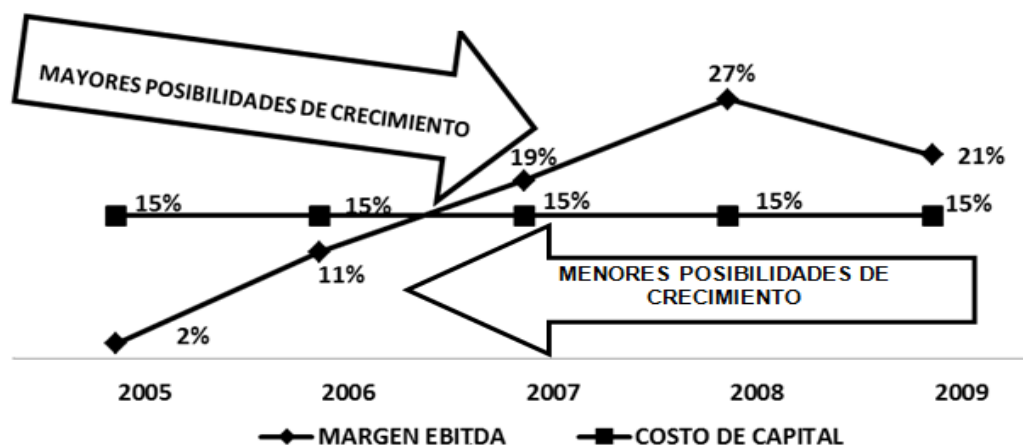 MAYORES POSIBILIDADES DE CRECIMIENTO
27%
19%
21%
15%
15%
15%
15%
15%
11%
MENORES POSIBILIDADES DE
CRECIMIENTO
2%
2005 2006 2007 2008 2009
MARGEN EBITDA COSTO DE CAPITAL